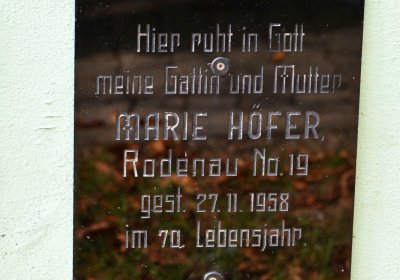 Hier ruht in Gott
meine Gattin und Mutter
MARIE HÖFER,
Rodenau No. 19
gest. 27. 11. 1958
im 70. Lebensjahr.